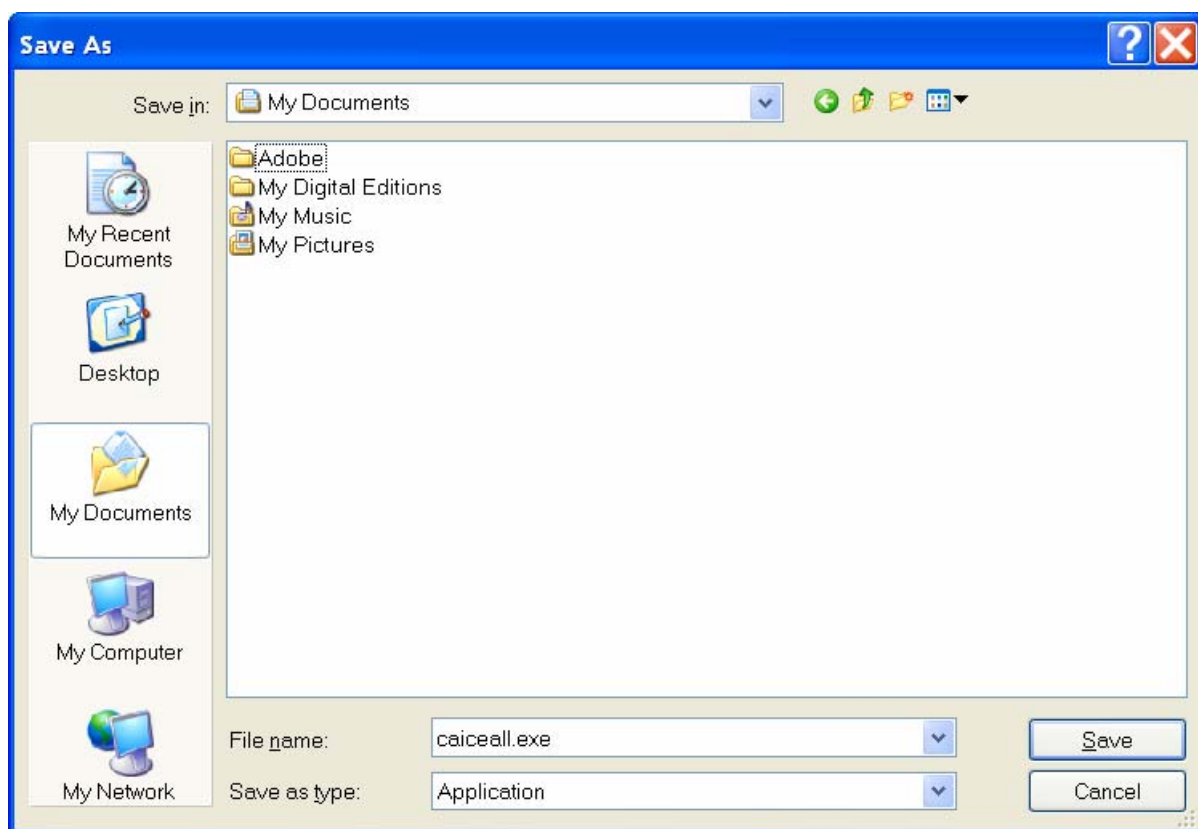 Save As
Save in:
My Documents
Adobe
My Digital Editions
My Music
My Pictures
My Recent
Documents
Desktop
My Documents
My Computer
My Network
File name:
caiceall.exe
Save
Save as type:
Application
Cancel